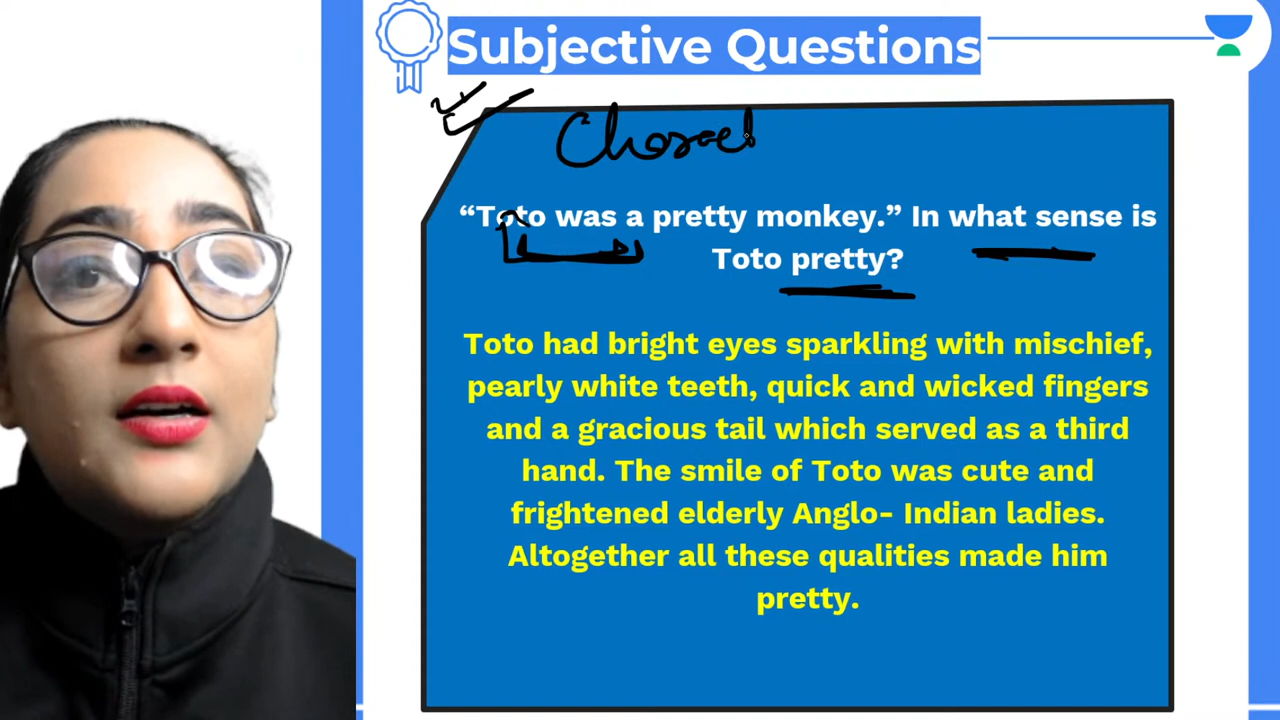 Subjective Questions
Charact
“Toto was a pretty monkey.” In what sense is
Toto pretty?
Toto had bright eyes sparkling with mischief,
pearly white teeth, quick and wicked fingers
and a gracious tail which served as a third
hand. The smile of Toto was cute and
frightened elderly Anglo- Indian ladies.
Altogether all these qualities made him
pretty.